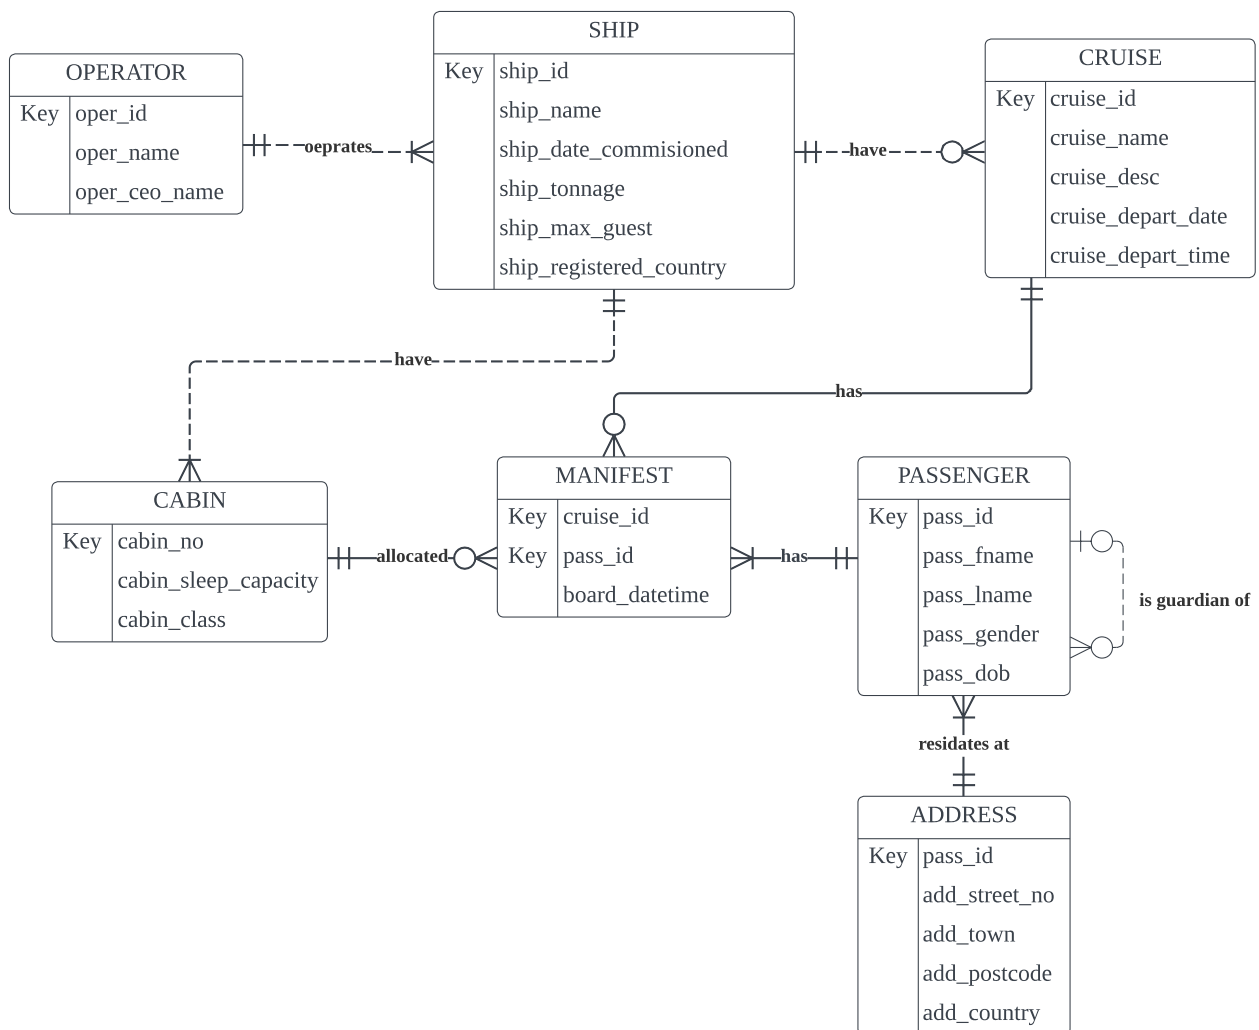 OPERATOR
Key oper_id
oper_name
oper_ceo_name
oeprates
SHIP
Key ship_id
ship_name
ship_date_commisioned
ship_tonnage
ship_max_guest
ship_registered_country
have
CRUISE
Key cruise_id
cruise_name
cruise_desc
cruise_depart_date
cruise_depart_time
have
has
CABIN
Key cabin_no
cabin_sleep_capacity
cabin_class
allocated
MANIFEST
Key cruise_id
Key pass_id
board_datetime
has
PASSENGER
Key pass_id
pass_fname
pass_lname
pass_gender
pass_dob
is guardian of
residates at
ADDRESS
Key pass_id
add_street_no
add_town
add_postcode
add_country